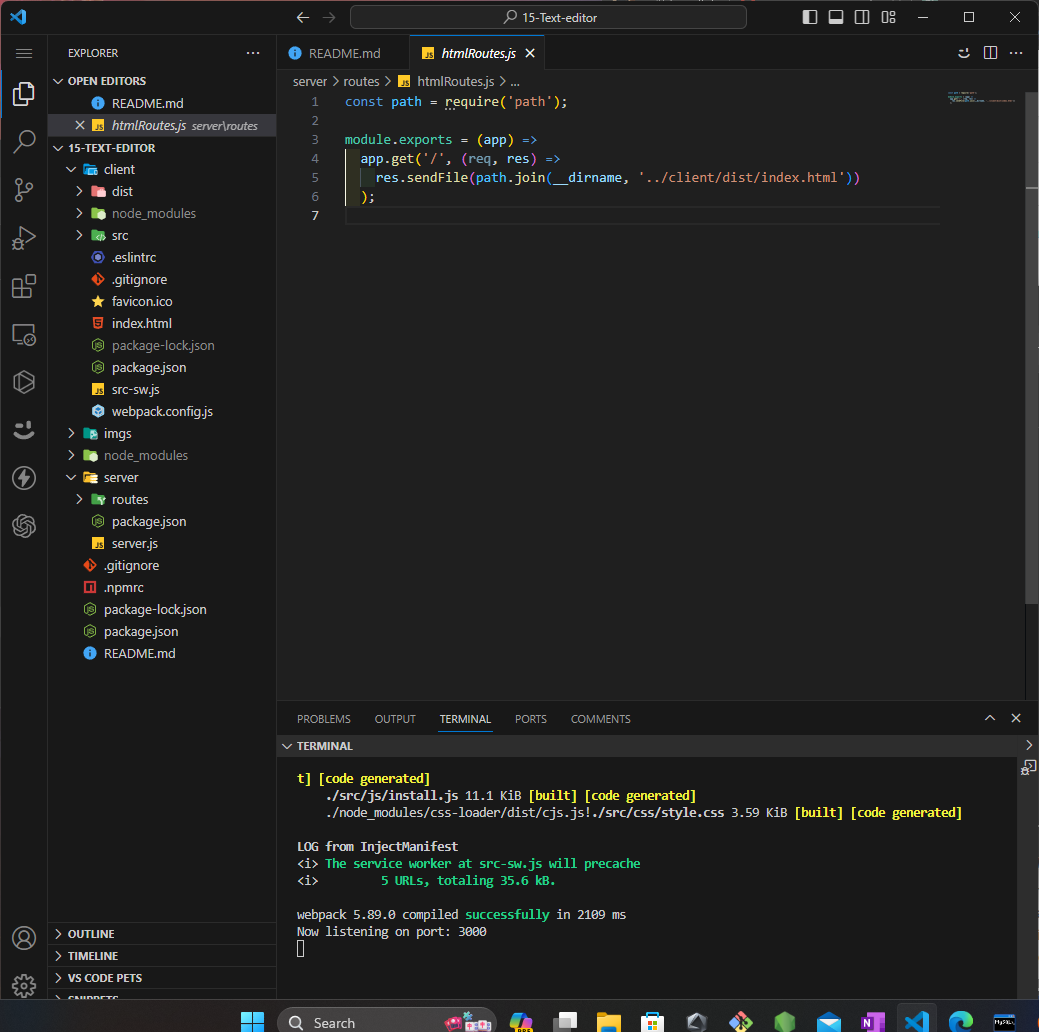 15-Text-editor
EXPLORER
OPEN EDITORS
README.md
htmlRoutes.js server\routes
15-TEXT-EDITOR
client
dist
node_modules
src
.eslintrc
.gitignore
favicon.ico
index.html
package-lock.json
package.json
src-sw.js
webpack.config.js
imgs
node_modules
server
routes
package.json
server.js
.gitignore
.npmrc
package-lock.json
package.json
README.md
OUTLINE
TIMELINE
VS CODE PETS
SNIPPETS
README.md htmlRoutes.js
server > routes > htmlRoutes.js > ...
1 const path = require('path');
2
3 module.exports = (app) =>
4 app.get('/', (req, res) =>
5 res.sendFile(path.join(__dirname, '../client/dist/index.html'))
6 );
7
PROBLEMS OUTPUT TERMINAL PORTS COMMENTS
TERMINAL
t] [code generated]
./src/js/install.js 11.1 KiB [built] [code generated]
./node_modules/css-loader/dist/cjs.js!./src/css/style.css 3.59 KiB [built] [code generated]
LOG from InjectManifest
<i> The service worker at src-sw.js will precache
<i> 5 URLs, totaling 35.6 kB.
webpack 5.89.0 compiled successfully in 2109 ms
Now listening on port: 3000
Search